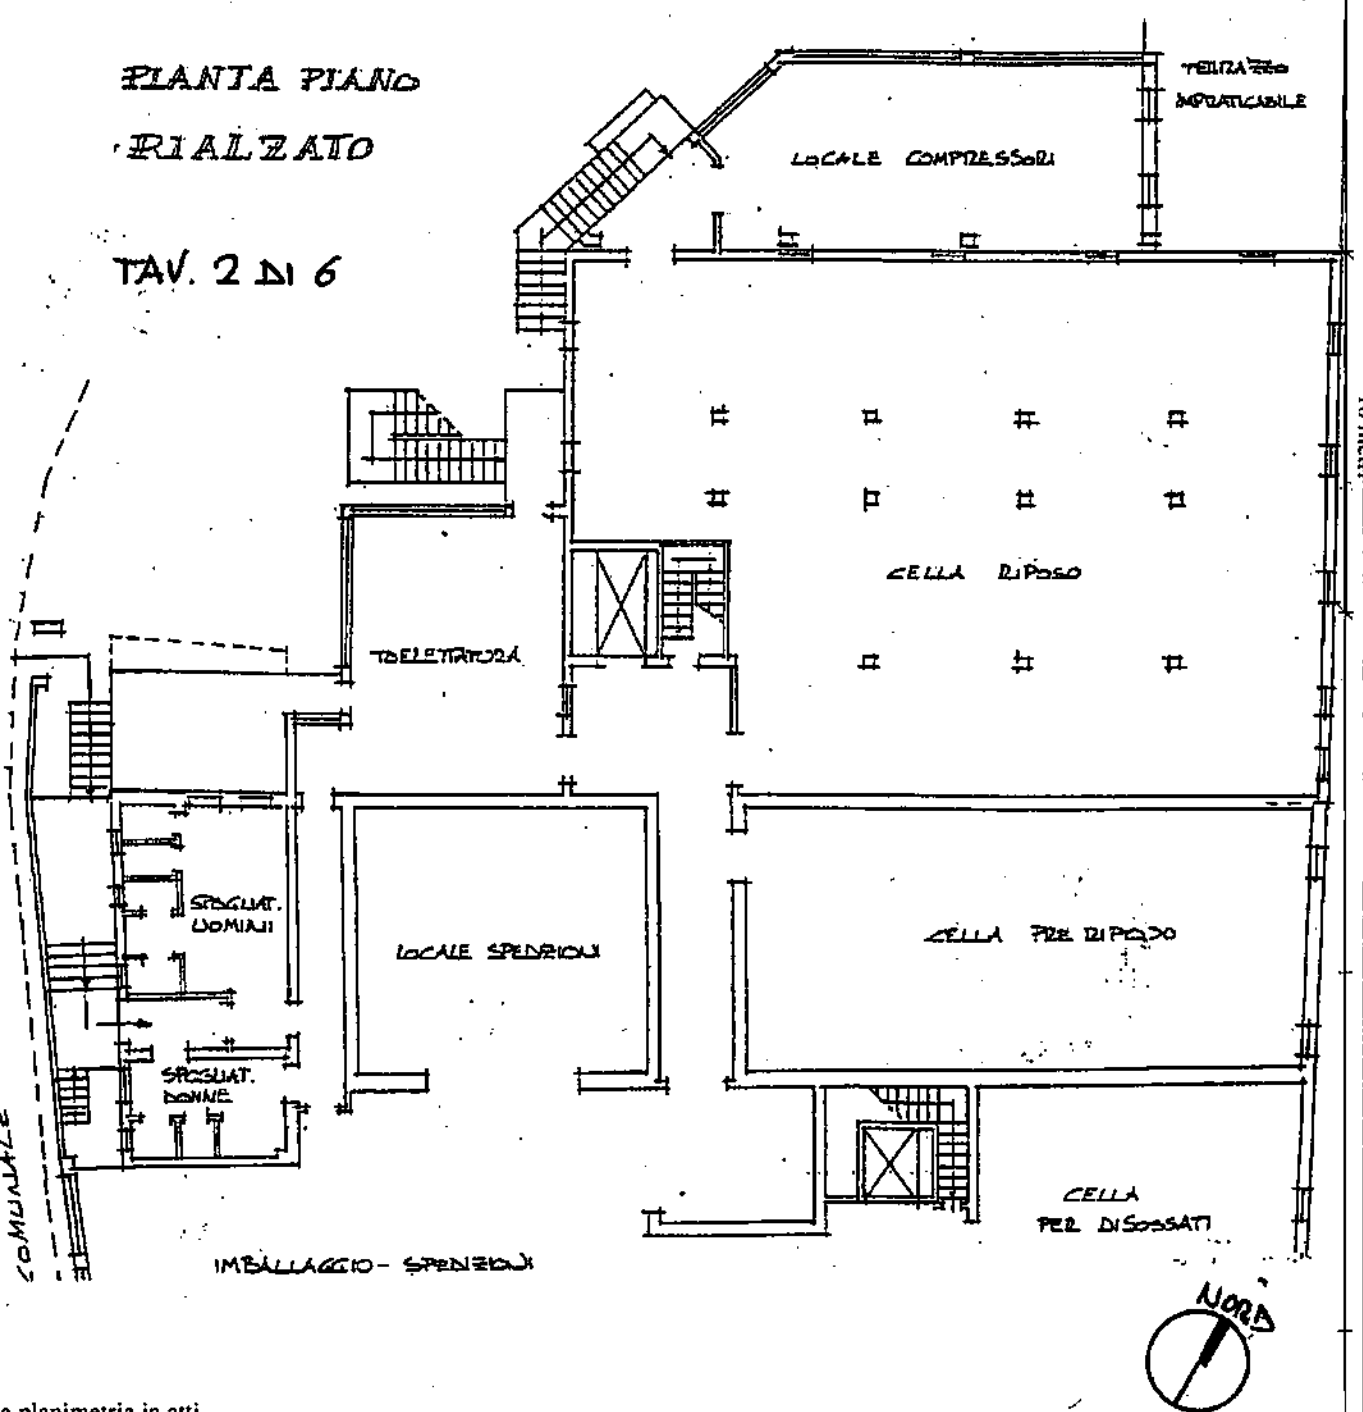 PIANTA PIANO
RIALZATO
TAV. 2 DI 6
TERRAZZO
IMPRATICABILE
LOCALE COMPRESSORI
CELLA RIPOSO
TOELETTATURA
SPOGLIAT.
UOMINI
LOCALE SPEDIZIONI
CELLA PRE RIPOSO
SPOGLIAT.
DONNE
COMUNALE
CELLA
PER DISOSSATI
IMBALLAGGIO - SPEDIZIONI
NORD
planimetria in atti